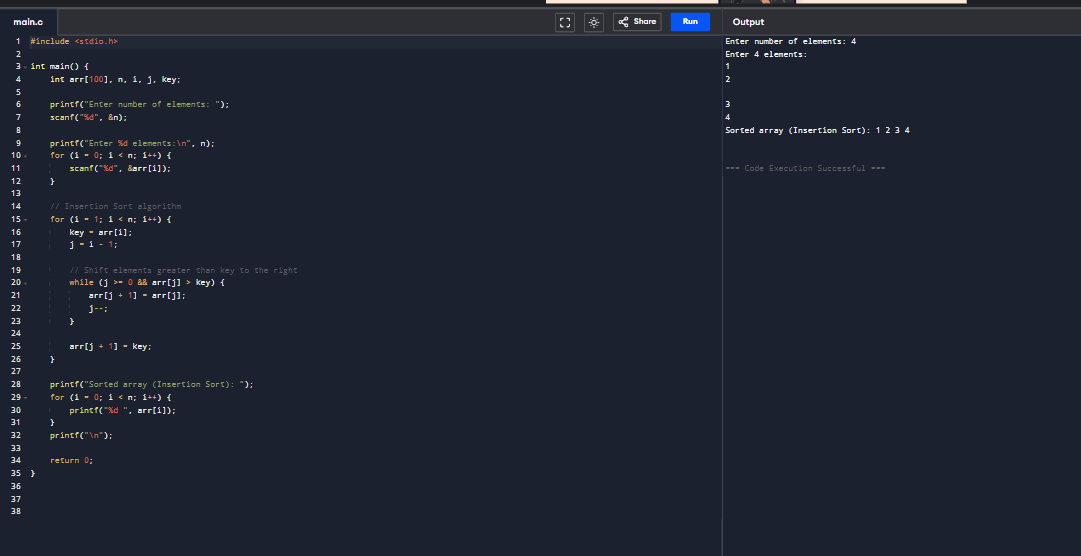 main.c
Share
Run
Output
1 #include <stdio.h>
2
3 int main() {
4 int arr[100], n, i, j, key;
5
6 printf("Enter number of elements: ");
7 scanf("%d", &n);
8
9 printf("Enter %d elements:\n", n);
10 for (i = 0; i < n; i++) {
11 scanf("%d", &arr[i]);
12 }
13
14 // Insertion Sort algorithm
15 for (i = 1; i < n; i++) {
16 key = arr[i];
17 j = i - 1;
18
19 // Shift elements greater than key to the right
20 while (j >= 0 && arr[j] > key) {
21 arr[j + 1] = arr[j];
22 j--;
23 }
24
25 arr[j + 1] = key;
26 }
27
28 printf("Sorted array (Insertion Sort): ");
29 for (i = 0; i < n; i++) {
30 printf("%d ", arr[i]);
31 }
32 printf("\n");
33
34 return 0;
35 }
36
37
38
Enter number of elements: 4
Enter 4 elements:
1
2
3
4
Sorted array (Insertion Sort): 1 2 3 4
=== Code Execution Successful ===